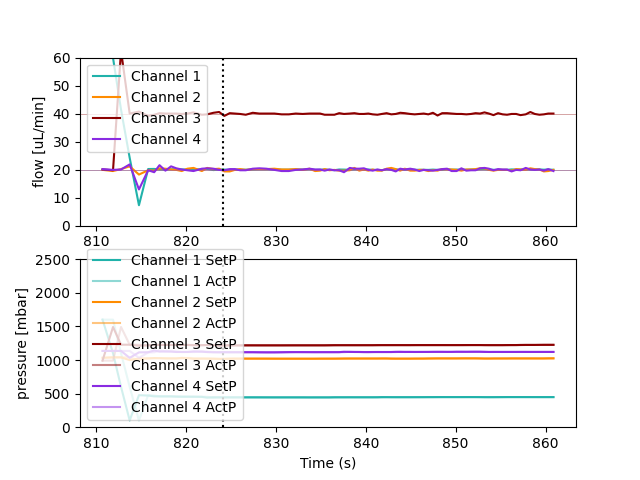 60
50
40
30
20
10
0
flow [uL/min]
Channel 1
Channel 2
Channel 3
Channel 4
810 820 830 840 850 860
2500
2000
1500
1000
500
0
pressure [mbar]
Channel 1 SetP
Channel 1 ActP
Channel 2 SetP
Channel 2 ActP
Channel 3 SetP
Channel 3 ActP
Channel 4 SetP
Channel 4 ActP
810 820 830 840 850 860
Time (s)